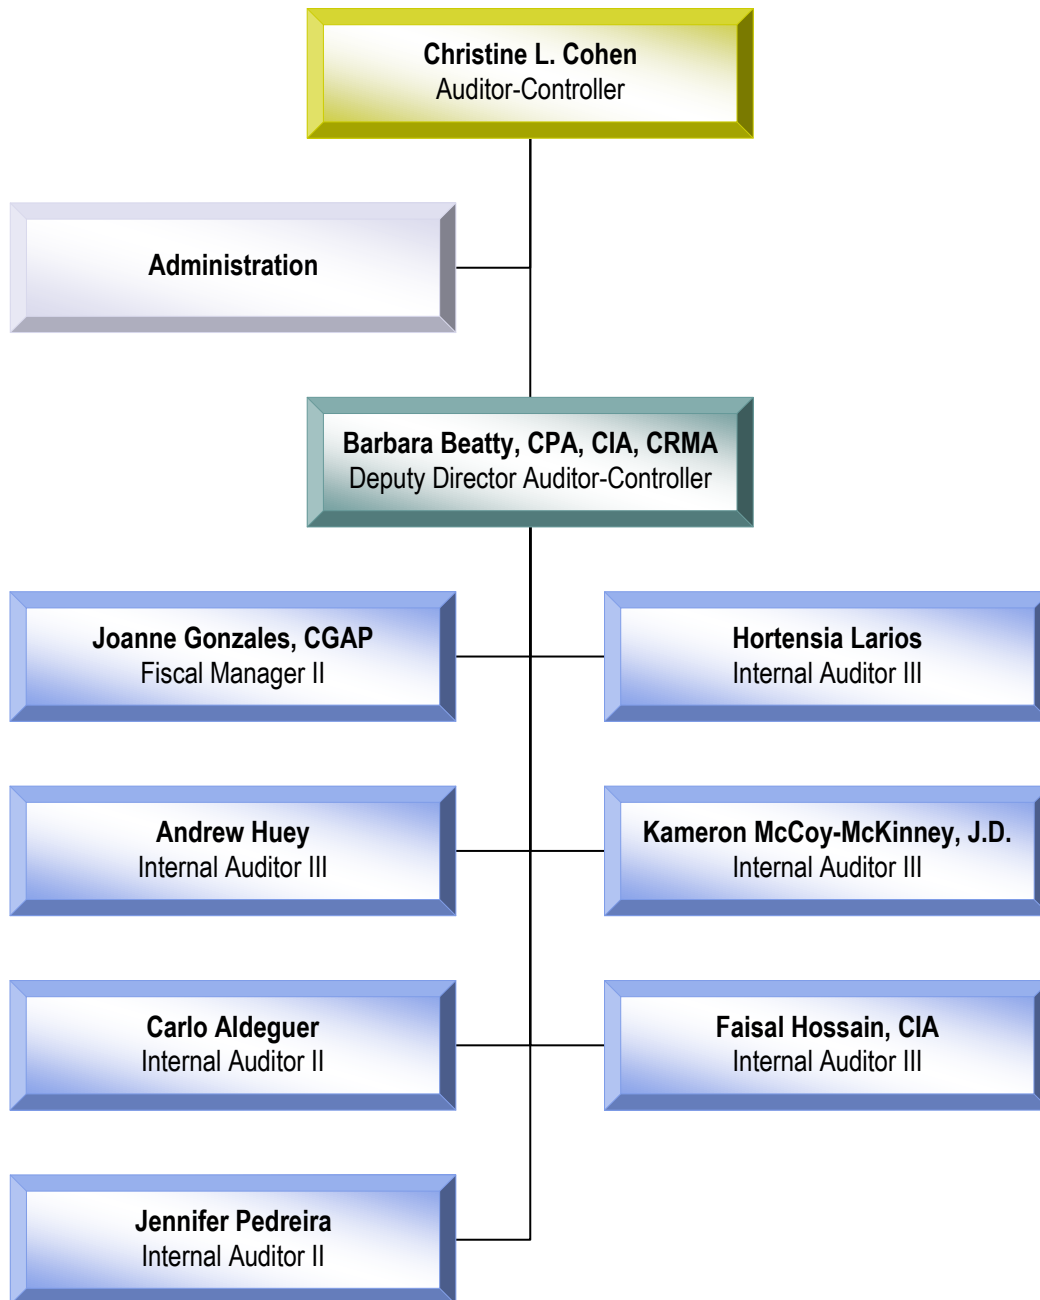 Christine L. Cohen
Auditor-Controller
Administration
Barbara Beatty, CPA, CIA, CRMA
Deputy Director Auditor-Controller
Joanne Gonzales, CGAP
Fiscal Manager II
Hortensia Larios
Internal Auditor III
Andrew Huey
Internal Auditor III
Kameron McCoy-McKinney, J.D.
Internal Auditor III
Carlo Aldeguer
Internal Auditor II
Faisal Hossain, CIA
Internal Auditor III
Jennifer Pedreira
Internal Auditor II